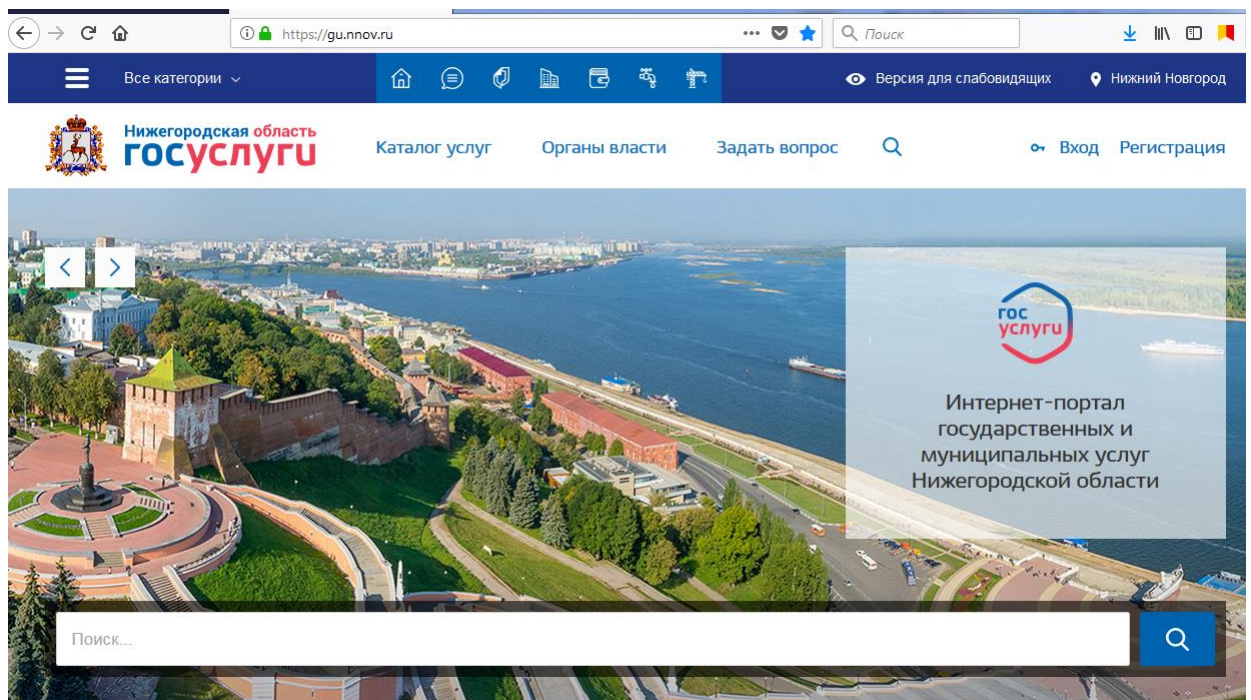 https://gu.nnov.ru
Поиск
Все категории
Версия для слабовидящих
Нижний Новгород
Нижегородская область
госуслуги
Каталог услуг
Органы власти
Задать вопрос
Вход
Регистрация
гос
услуги
Интернет-портал
государственных и
муниципальных услуг
Нижегородской области
Поиск...